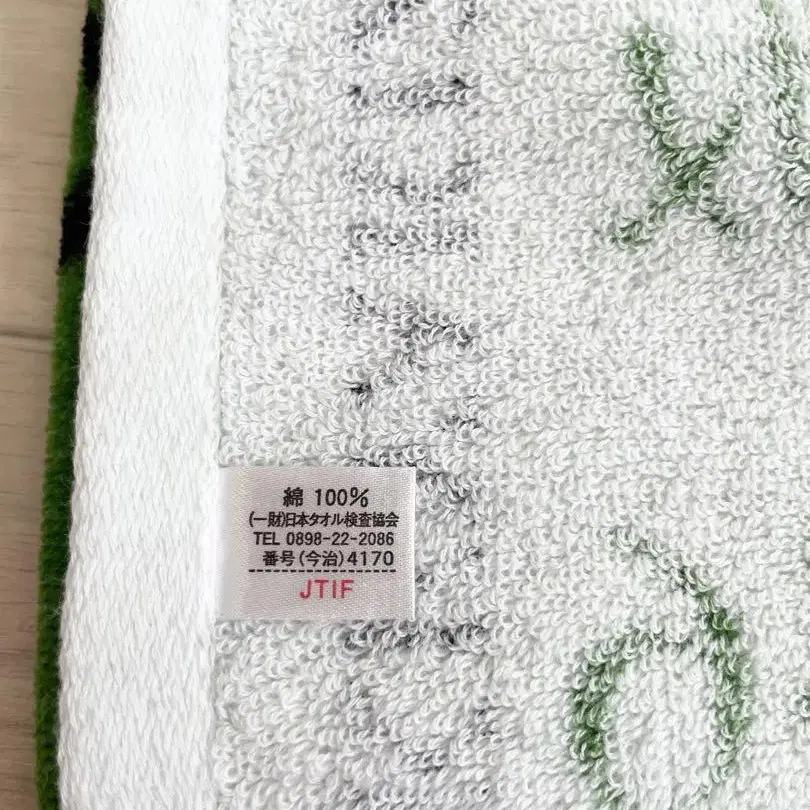 綿 100%
(一財)日本タオル検査協会
TEL 0898-22-2086
番号(今治)4170
JTIF